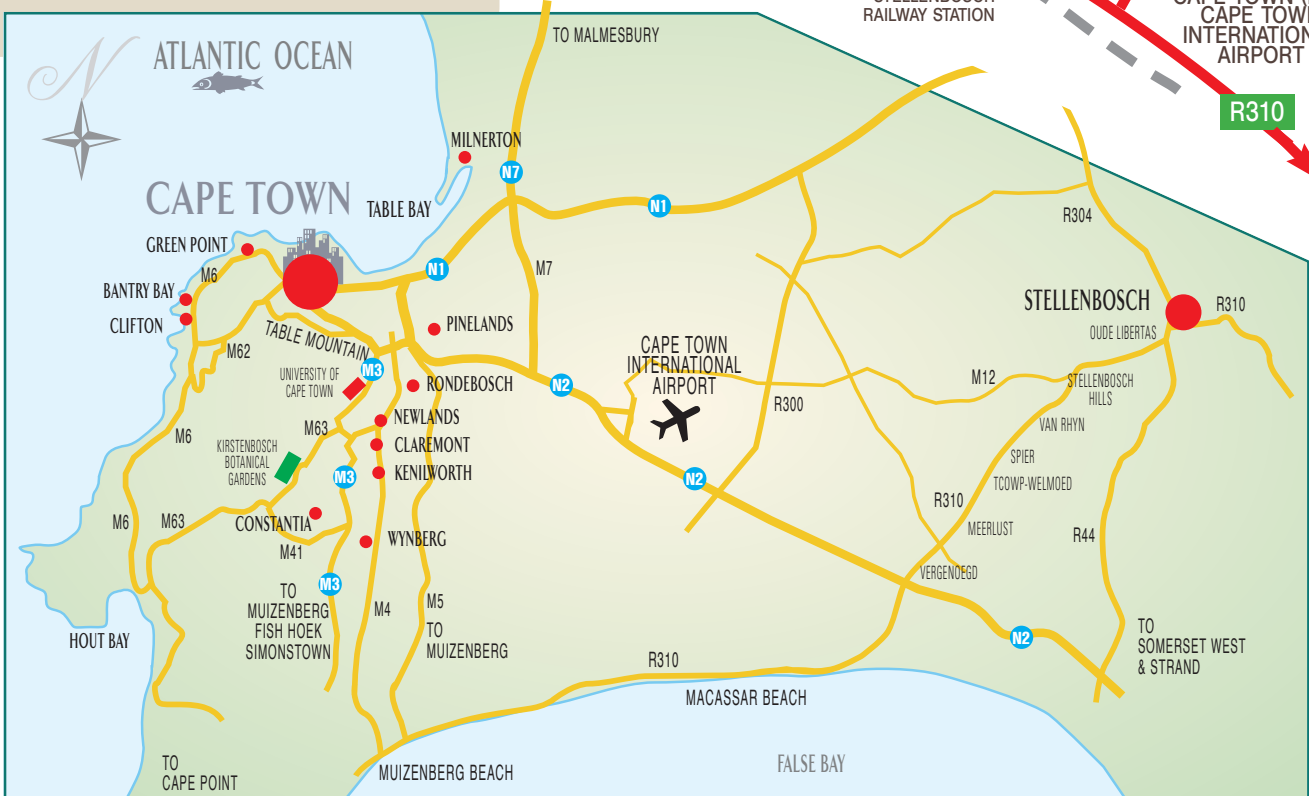 STELLENBOSCH
RAILWAY STATION
CAPE TOWN
INTERNATION
AIRPORT
R310
N
ATLANTIC OCEAN
TO MALMESBURY
MILNERTON
N7
CAPE TOWN
TABLE BAY
N1
R304
GREEN POINT
M6
N1
M7
BANTRY BAY
CLIFTON
PINELANDS
STELLENBOSCH
R310
OUDE LIBERTAS
TABLE MOUNTAIN
M62
CAPE TOWN
INTERNATIONAL
AIRPORT
UNIVERSITY OF
CAPE TOWN
M3
RONDEBOSCH
N2
M12
STELLENBOSCH
HILLS
R300
NEWLANDS
VAN RHYN
M63
M6
CLAREMONT
KIRSTENBOSCH
BOTANICAL
GARDENS
KENILWORTH
M3
N2
SPIER
TCOWP-WELMOED
R310
MEERLUST
M6
M63
CONSTANTIA
WYNBERG
M41
R44
VERGENOEGD
M3
TO
MUIZENBERG
FISH HOEK
SIMONSTOWN
M4
M5
TO
MUIZENBERG
HOUT BAY
N2
TO
SOMERSET WEST
& STRAND
R310
MACASSAR BEACH
TO
CAPE POINT
MUIZENBERG BEACH
FALSE BAY